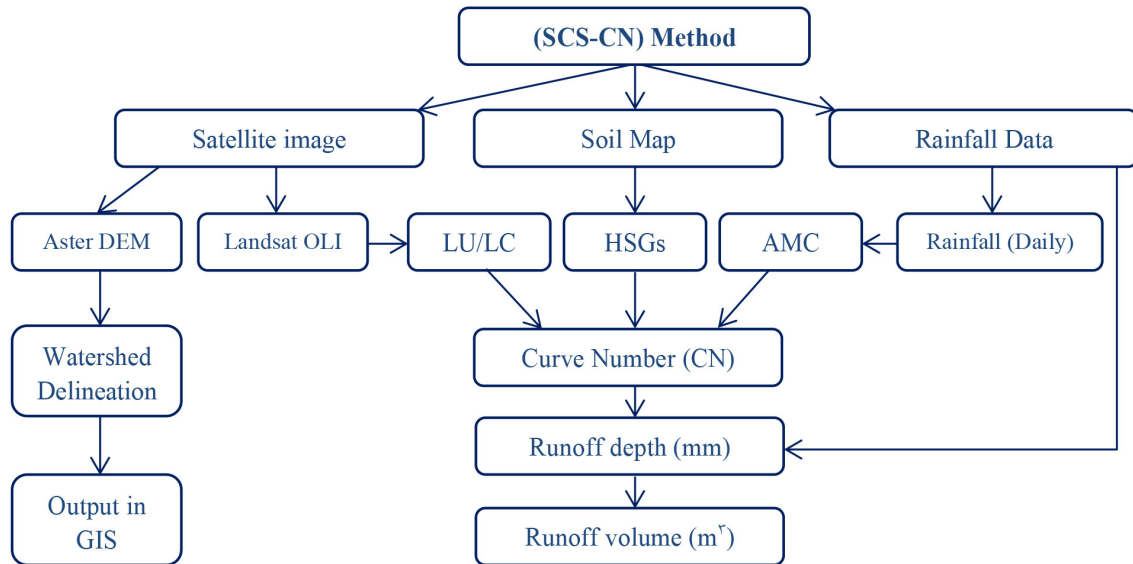 (SCS-CN) Method
Satellite image
Soil Map
Rainfall Data
Aster DEM
Landsat OLI
LU/LC
HSGs
AMC
Rainfall (Daily)
Watershed
Delineation
Curve Number (CN)
Runoff depth (mm)
Output in
GIS
Runoff volume (m۳)